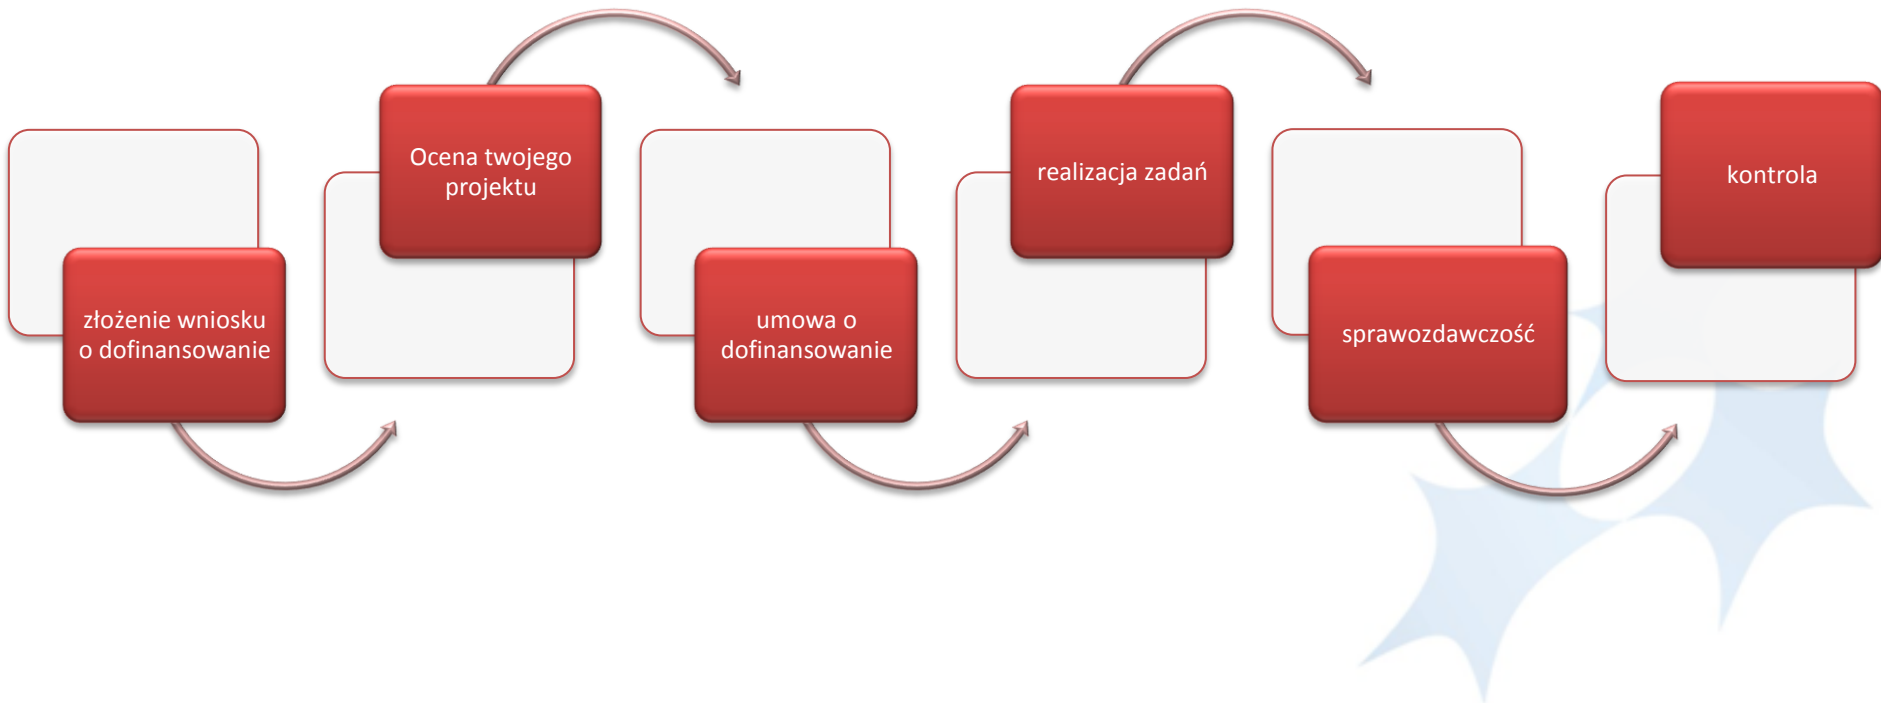 złożenie wniosku
o dofinansowanie
Ocena twojego
projektu
umowa o
dofinansowanie
realizacja zadań
sprawozdawczość
kontrola